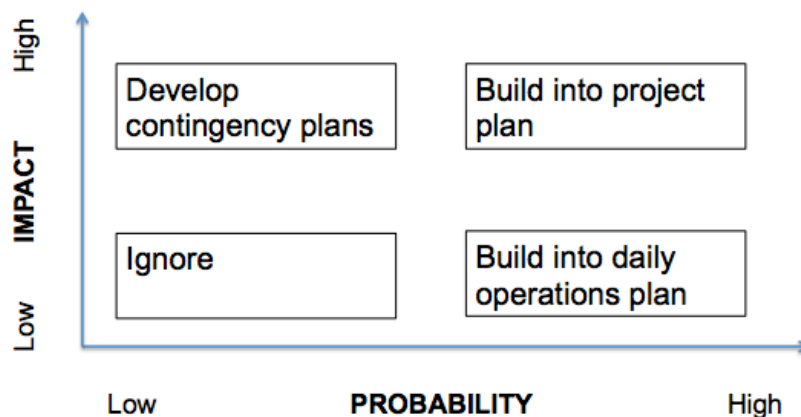 High
Develop
contingency plans
Build into project
plan
IMPACT
Ignore
Build into daily
operations plan
Low
Low
PROBABILITY
High